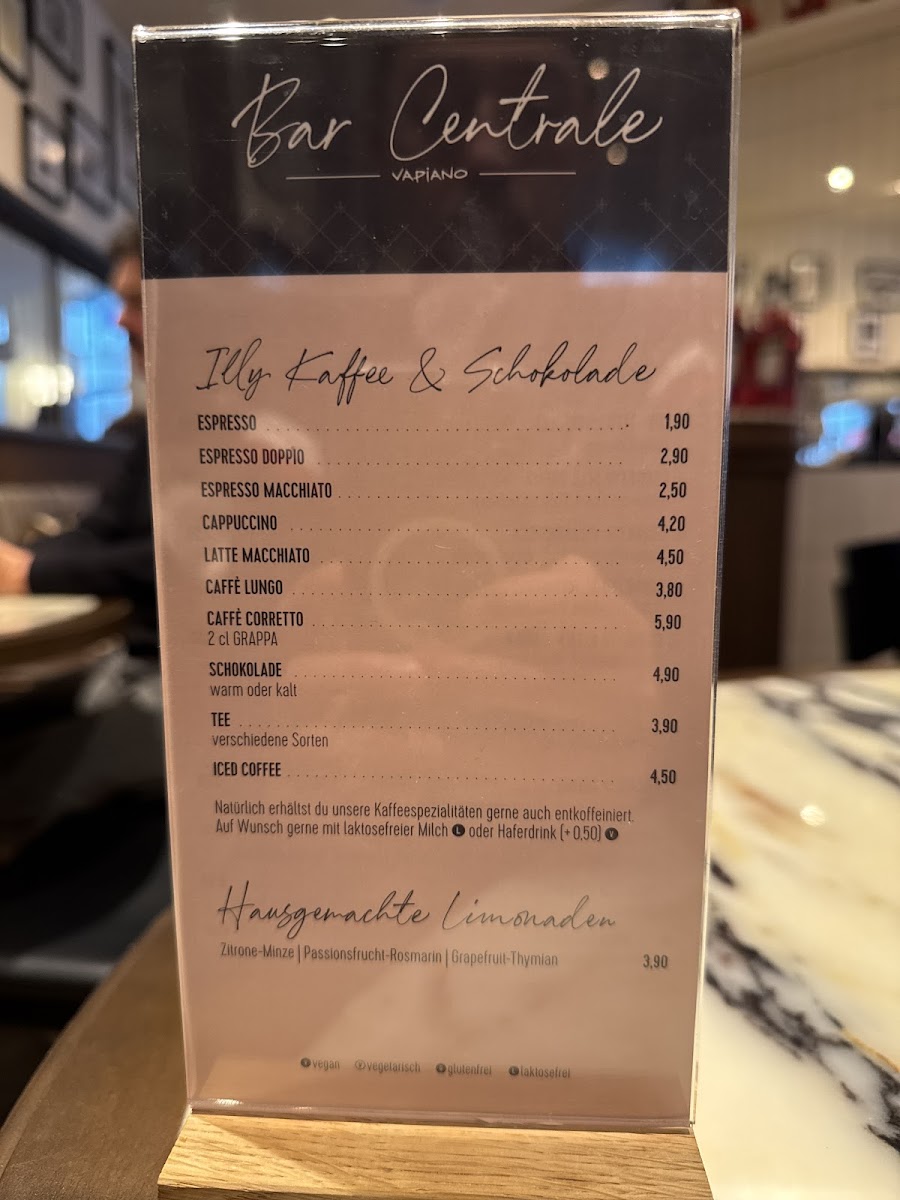 Bar Centrale
VAPIANO
Illy Kaffee & Schokolade
ESPRESSO 1,90
ESPRESSO DOPPÌO 2,90
ESPRESSO MACCHIATO 2,50
CAPPUCCINO 4,20
LATTE MACCHIATO 4,50
CAFFÈ LUNGO 3,80
CAFFÈ CORRETTO 5,90
2 cl GRAPPA
SCHOKOLADE 4,90
warm oder kalt
TEE 3,90
verschiedene Sorten
ICED COFFEE 4,50
Natürlich erhältst du unsere Kaffeespezialitäten gerne auch entkoffeiniert.
Auf Wunsch gerne mit laktosefreier Milch L oder Haferdrink (+ 0,50) V
Hausgemachte Limonaden
Zitrone-Minze | Passionsfrucht-Rosmarin | Grapefruit-Thymian 3,90
vegan vegetarisch glutenfrei laktosefrei